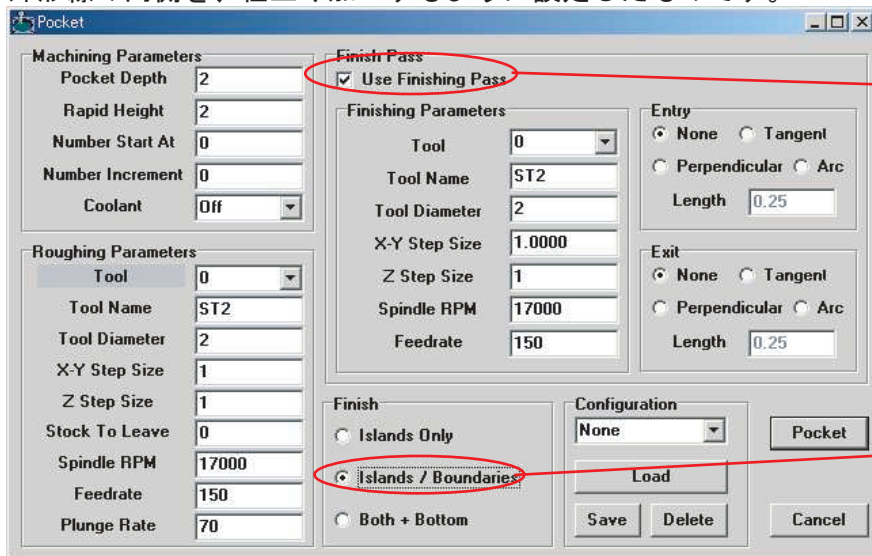 Pocket
Machining Parameters
Pocket Depth 2
Rapid Height 2
Number Start At 0
Number Increment 0
Coolant Off
Roughing Parameters
Tool 0
Tool Name ST2
Tool Diameter 2
X-Y Step Size 1
Z Step Size 1
Stock To Leave 0
Spindle RPM 17000
Feedrate 150
Plunge Rate 70
Finish Pass
Use Finishing Pass
Finishing Parameters
Tool 0
Tool Name ST2
Tool Diameter 2
X-Y Step Size 1.0000
Z Step Size 1
Spindle RPM 17000
Feedrate 150
Entry
None Tangent
Perpendicular Arc
Length 0.25
Exit
None Tangent
Perpendicular Arc
Length 0.25
Finish
Islands Only
Islands / Boundaries
Both + Bottom
Configuration
None
Load
Save Delete
Pocket
Cancel